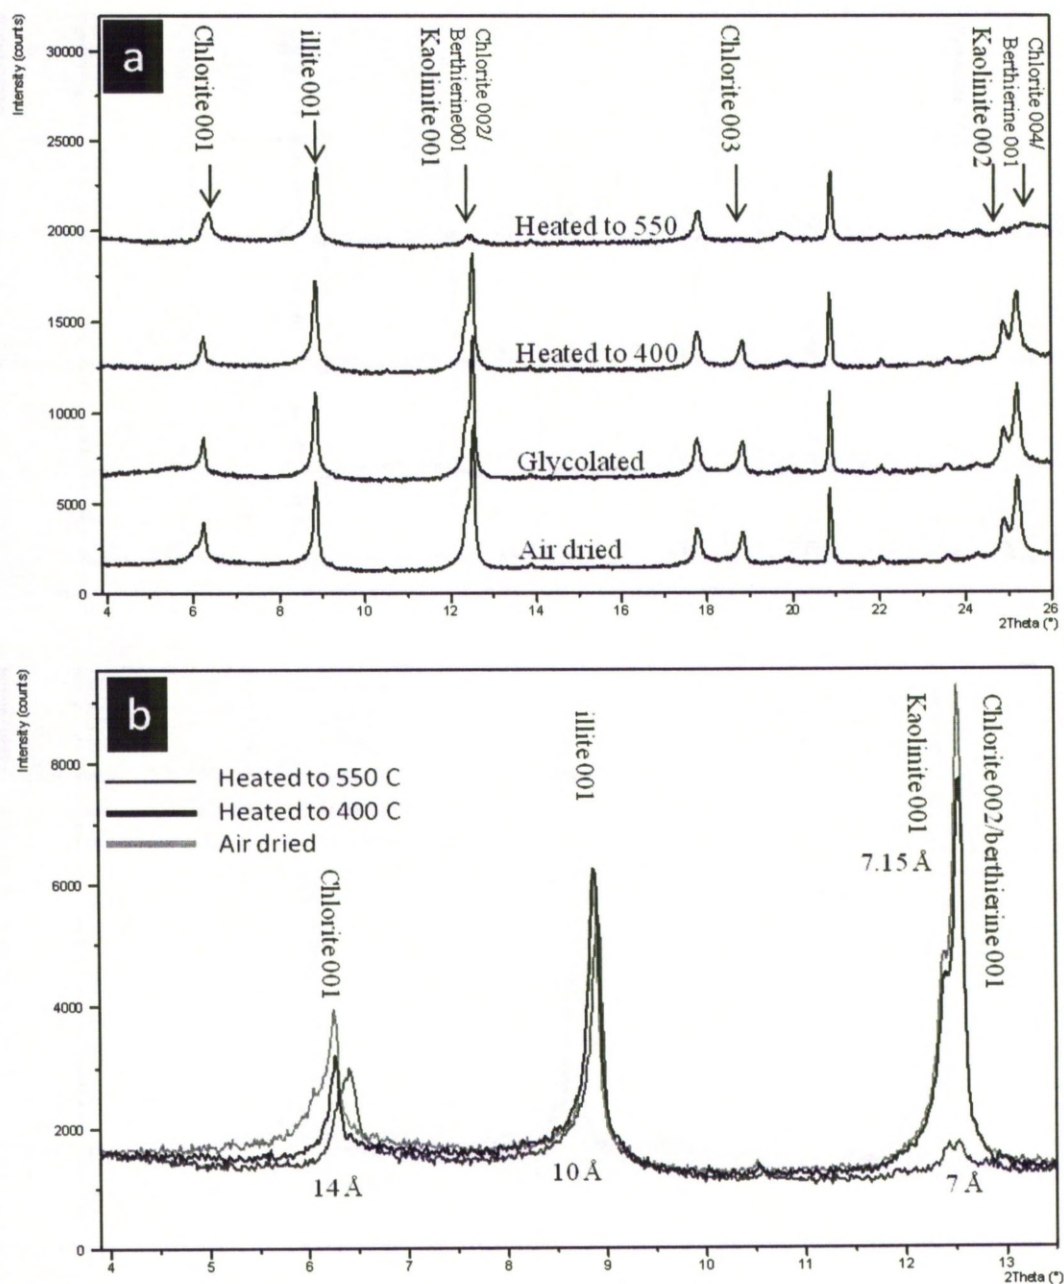 Intensity (counts)
a
30000
25000
20000
15000
10000
5000
0
Chlorite 001
illite 001
Kaolinite 001
Berthierine001
Chlorite 002/
Chlorite 003
Kaolinite 002
Berthierine 001
Chlorite 004/
Heated to 550
Heated to 400
Glycolated
Air dried
4 6 8 10 12 14 16 18 20 22 24 26
2Theta (°)
Intensity (counts)
b
8000
6000
4000
2000
0
Heated to 550 C
Heated to 400 C
Air dried
Chlorite 001
illite 001
Kaolinite 001
7.15 Å
Chlorite 002/berthierine 001
14 Å
10 Å
7 Å
4 5 6 7 8 9 10 11 12 13
2Theta (°)